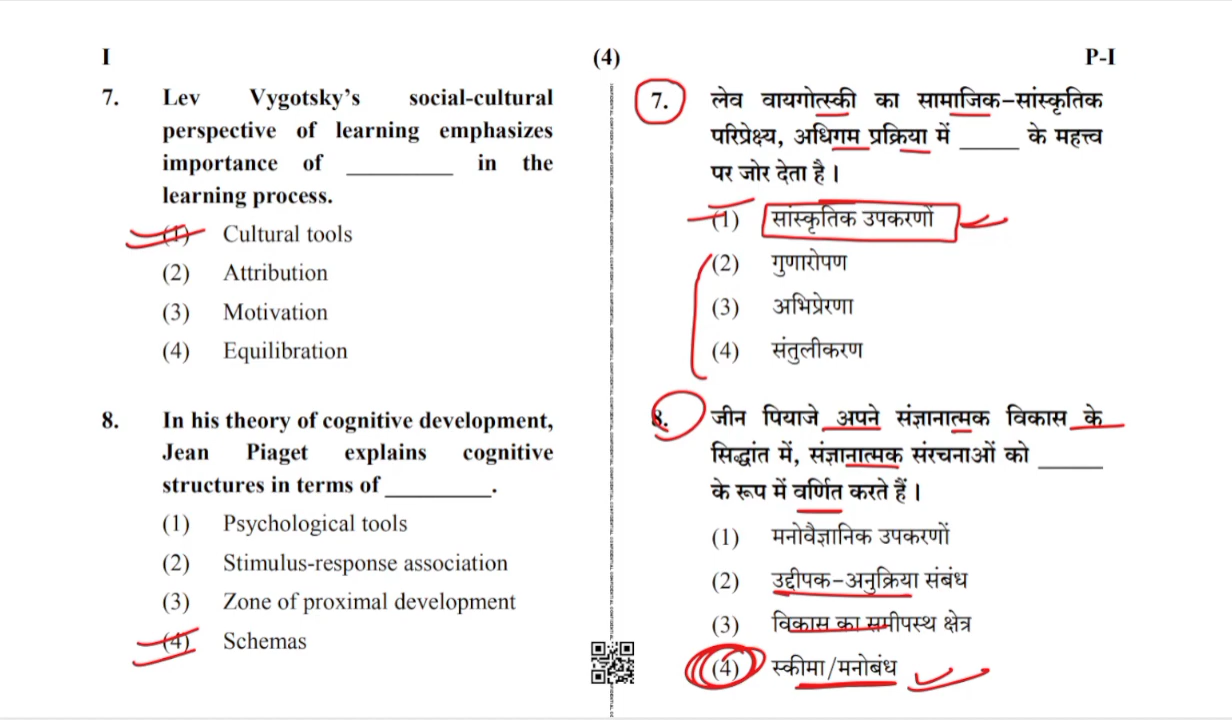 I (4) P-I
7. Lev Vygotsky's social-cultural
perspective of learning emphasizes
importance of _________ in the
learning process.
(1) Cultural tools
(2) Attribution
(3) Motivation
(4) Equilibration
8. In his theory of cognitive development,
Jean Piaget explains cognitive
structures in terms of _________.
(1) Psychological tools
(2) Stimulus-response association
(3) Zone of proximal development
(4) Schemas
7. लेव वायगोत्स्की का सामाजिक-सांस्कृतिक
परिप्रेक्ष्य, अधिगम प्रक्रिया में _____ के महत्त्व
पर जोर देता है।
(1) सांस्कृतिक उपकरणों
(2) गुणारोपण
(3) अभिप्रेरणा
(4) संतुलीकरण
8. जीन पियाजे अपने संज्ञानात्मक विकास के
सिद्धांत में, संज्ञानात्मक संरचनाओं को _____
के रूप में वर्णित करते हैं।
(1) मनोवैज्ञानिक उपकरणों
(2) उद्दीपक-अनुक्रिया संबंध
(3) विकास का समीपस्थ क्षेत्र
(4) स्कीमा/मनोबंध